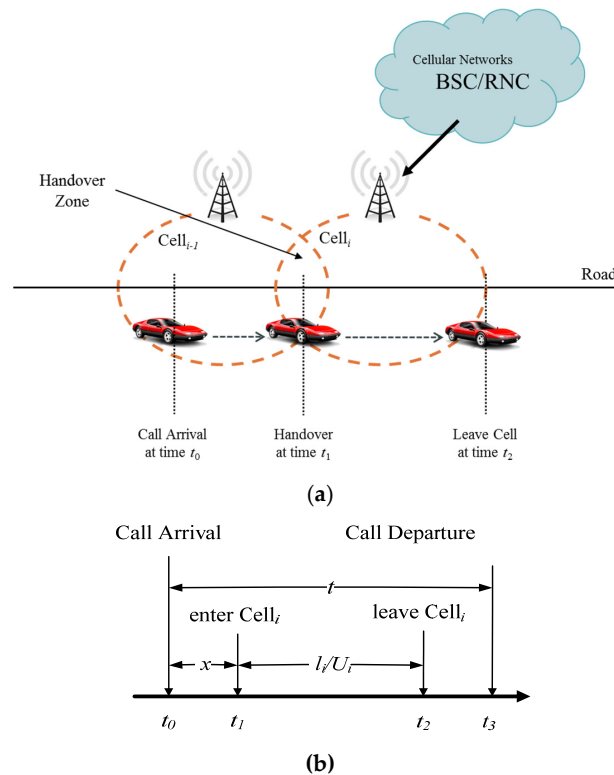 Cellular Networks
BSC/RNC
Handover
Zone
Cell_{i-1}
Cell_i
Road
Call Arrival
at time t_0
Handover
at time t_1
Leave Cell
at time t_2
(a)
Call Arrival
Call Departure
t
enter Cell_i
leave Cell_i
x
l_i/U_i
t_0
t_1
t_2
t_3
(b)